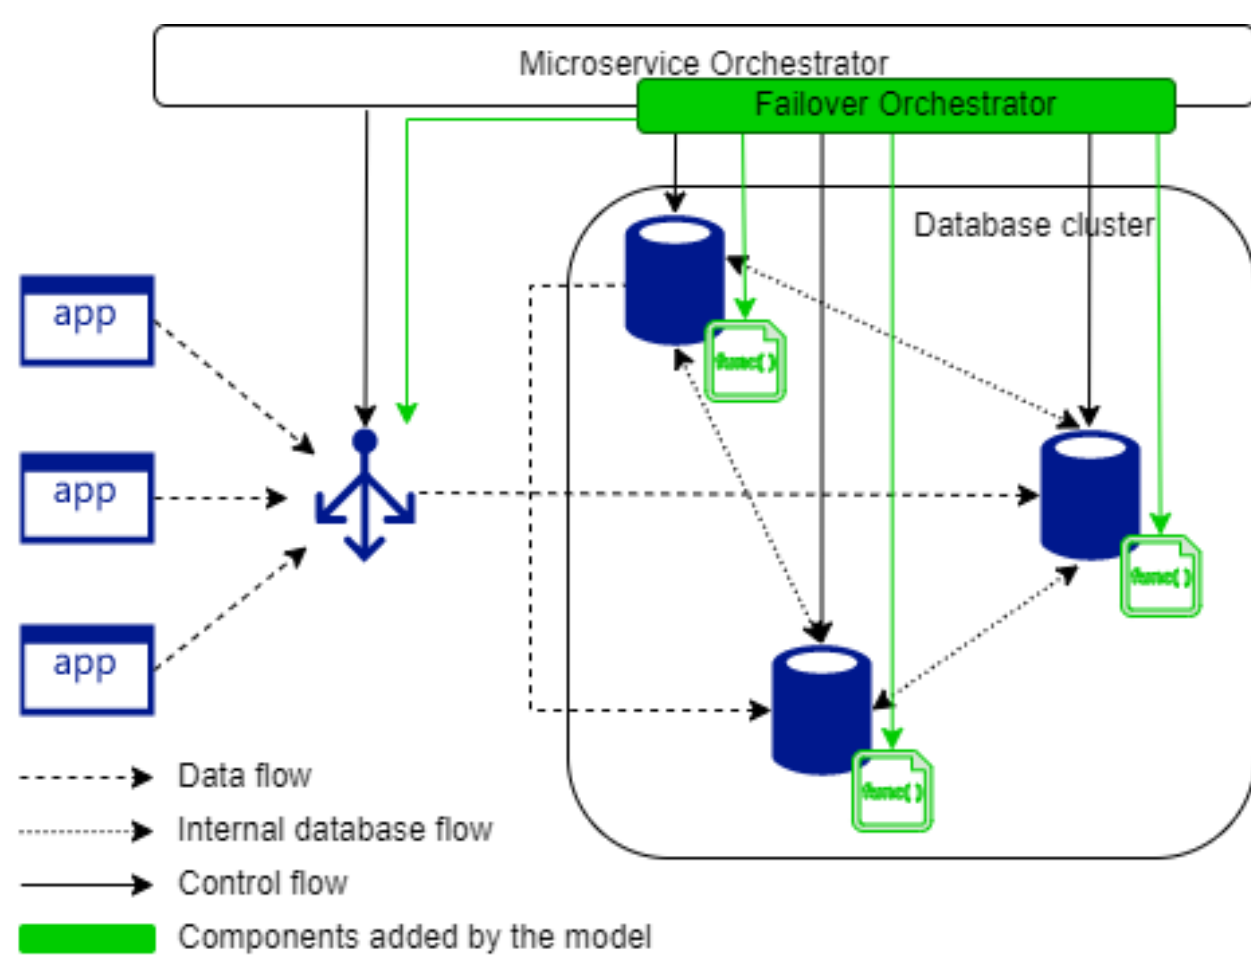 Microservice Orchestrator
Failover Orchestrator
Database cluster
app
func()
app
func()
app
func()
Data flow
Internal database flow
Control flow
Components added by the model